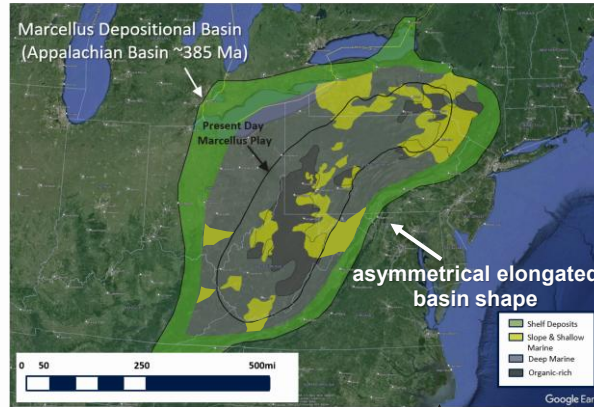 Marcellus Depositional Basin
(Appalachian Basin ~385 Ma)
Present Day
Marcellus Play
asymmetrical elongated
basin shape
Shelf Deposits
Slope & Shallow
Marine
Deep Marine
Organic-rich
0 50 250 500mi
Google Ear